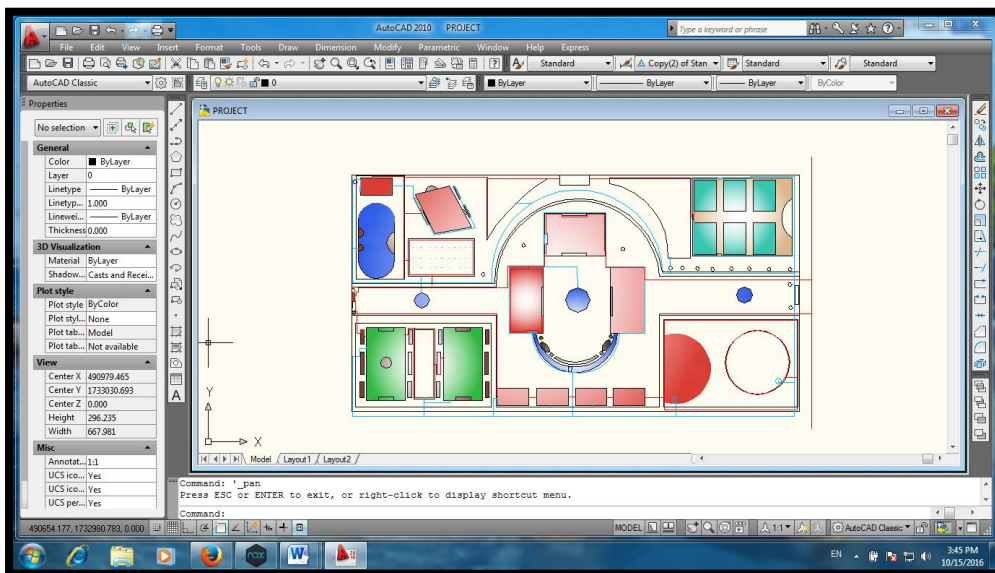 AutoCAD 2010 PROJECT
Type a keyword or phrase
File Edit View Insert Format Tools Draw Dimension Modify Parametric Window Help Express
Standard
Copy(2) of Stan
Standard
Standard
AutoCAD Classic
0
ByLayer
ByLayer
ByLayer
ByColor
Properties
No selection
General
Color ByLayer
Layer 0
Linetype ByLayer
Linetyp... 1.000
Linewei... ByLayer
Thickness 0.000
3D Visualization
Material ByLayer
Shadow... Casts and Recei...
Plot style
Plot style ByColor
Plot styl... None
Plot tab... Model
Plot tab... Not available
View
Center X 490979.465
Center Y 1733030.693
Center Z 0.000
Height 296.235
Width 667.981
Misc
Annotat... 1:1
UCS ico... Yes
UCS ico... Yes
UCS per... Yes
PROJECT
Y
X
Model Layout1 Layout2
A
Command: '_pan
Press ESC or ENTER to exit, or right-click to display shortcut menu.
Command:
490654.177, 1732980.783, 0.000
MODEL
1:1
AutoCAD Classic
nox
W
EN
3:45 PM
10/15/2016